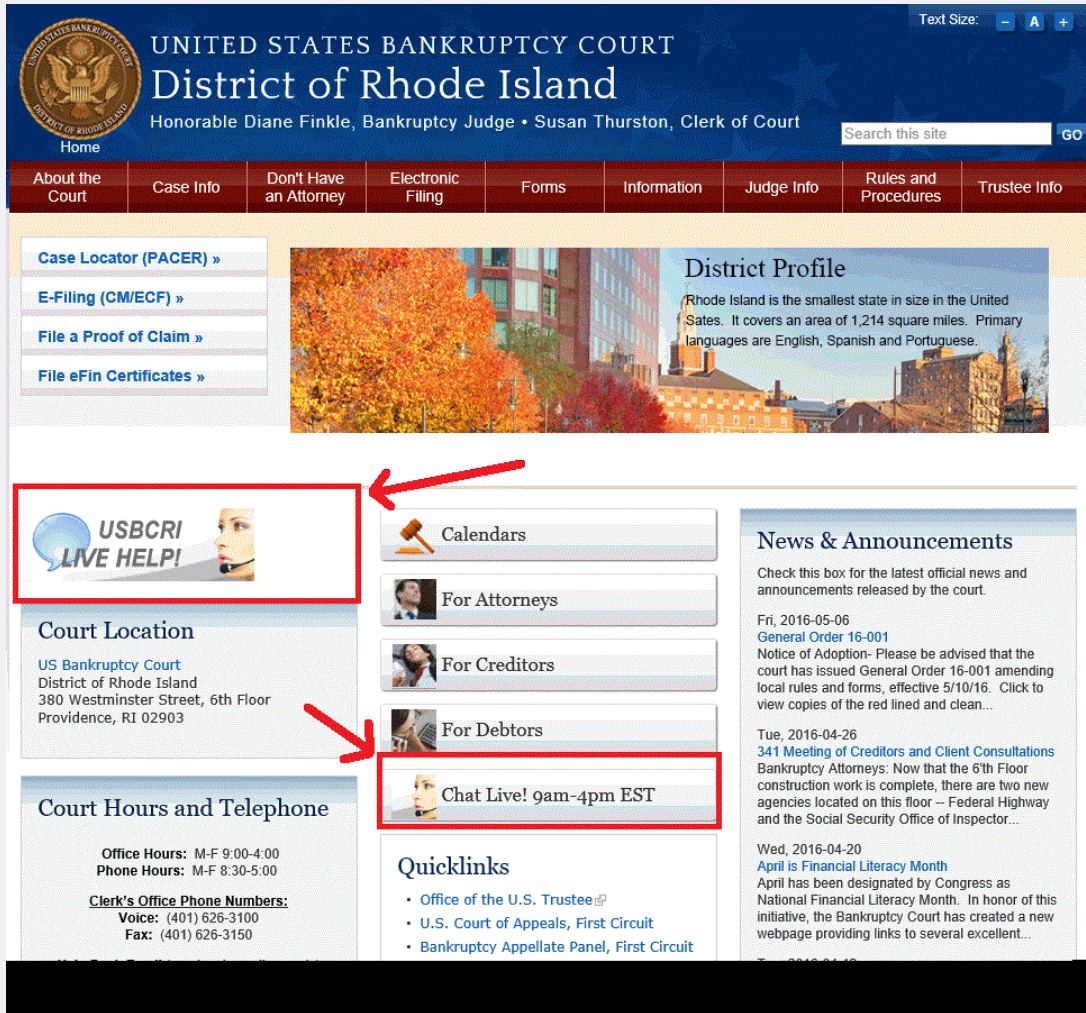 Text Size: - A +
UNITED STATES BANKRUPTCY COURT
District of Rhode Island
Honorable Diane Finkle, Bankruptcy Judge • Susan Thurston, Clerk of Court
UNITED STATES BANKRUPTCY COURT
DISTRICT OF RHODE ISLAND
Home
Search this site
GO
About the Court
Case Info
Don't Have an Attorney
Electronic Filing
Forms
Information
Judge Info
Rules and Procedures
Trustee Info
Case Locator (PACER) »
E-Filing (CM/ECF) »
File a Proof of Claim »
File eFin Certificates »
District Profile
Rhode Island is the smallest state in size in the United
Sates. It covers an area of 1,214 square miles. Primary
languages are English, Spanish and Portuguese.
USBCRI
LIVE HELP!
Court Location
US Bankruptcy Court
District of Rhode Island
380 Westminster Street, 6th Floor
Providence, RI 02903
Court Hours and Telephone
Office Hours: M-F 9:00-4:00
Phone Hours: M-F 8:30-5:00
Clerk's Office Phone Numbers:
Voice: (401) 626-3100
Fax: (401) 626-3150
Calendars
For Attorneys
For Creditors
For Debtors
Chat Live! 9am-4pm EST
Quicklinks
• Office of the U.S. Trustee
• U.S. Court of Appeals, First Circuit
• Bankruptcy Appellate Panel, First Circuit
News & Announcements
Check this box for the latest official news and
announcements released by the court.
Fri, 2016-05-06
General Order 16-001
Notice of Adoption- Please be advised that the
court has issued General Order 16-001 amending
local rules and forms, effective 5/10/16. Click to
view copies of the red lined and clean...
Tue, 2016-04-26
341 Meeting of Creditors and Client Consultations
Bankruptcy Attorneys: Now that the 6'th Floor
construction work is complete, there are two new
agencies located on this floor -- Federal Highway
and the Social Security Office of Inspector...
Wed, 2016-04-20
April is Financial Literacy Month
April has been designated by Congress as
National Financial Literacy Month. In honor of this
initiative, the Bankruptcy Court has created a new
webpage providing links to several excellent...